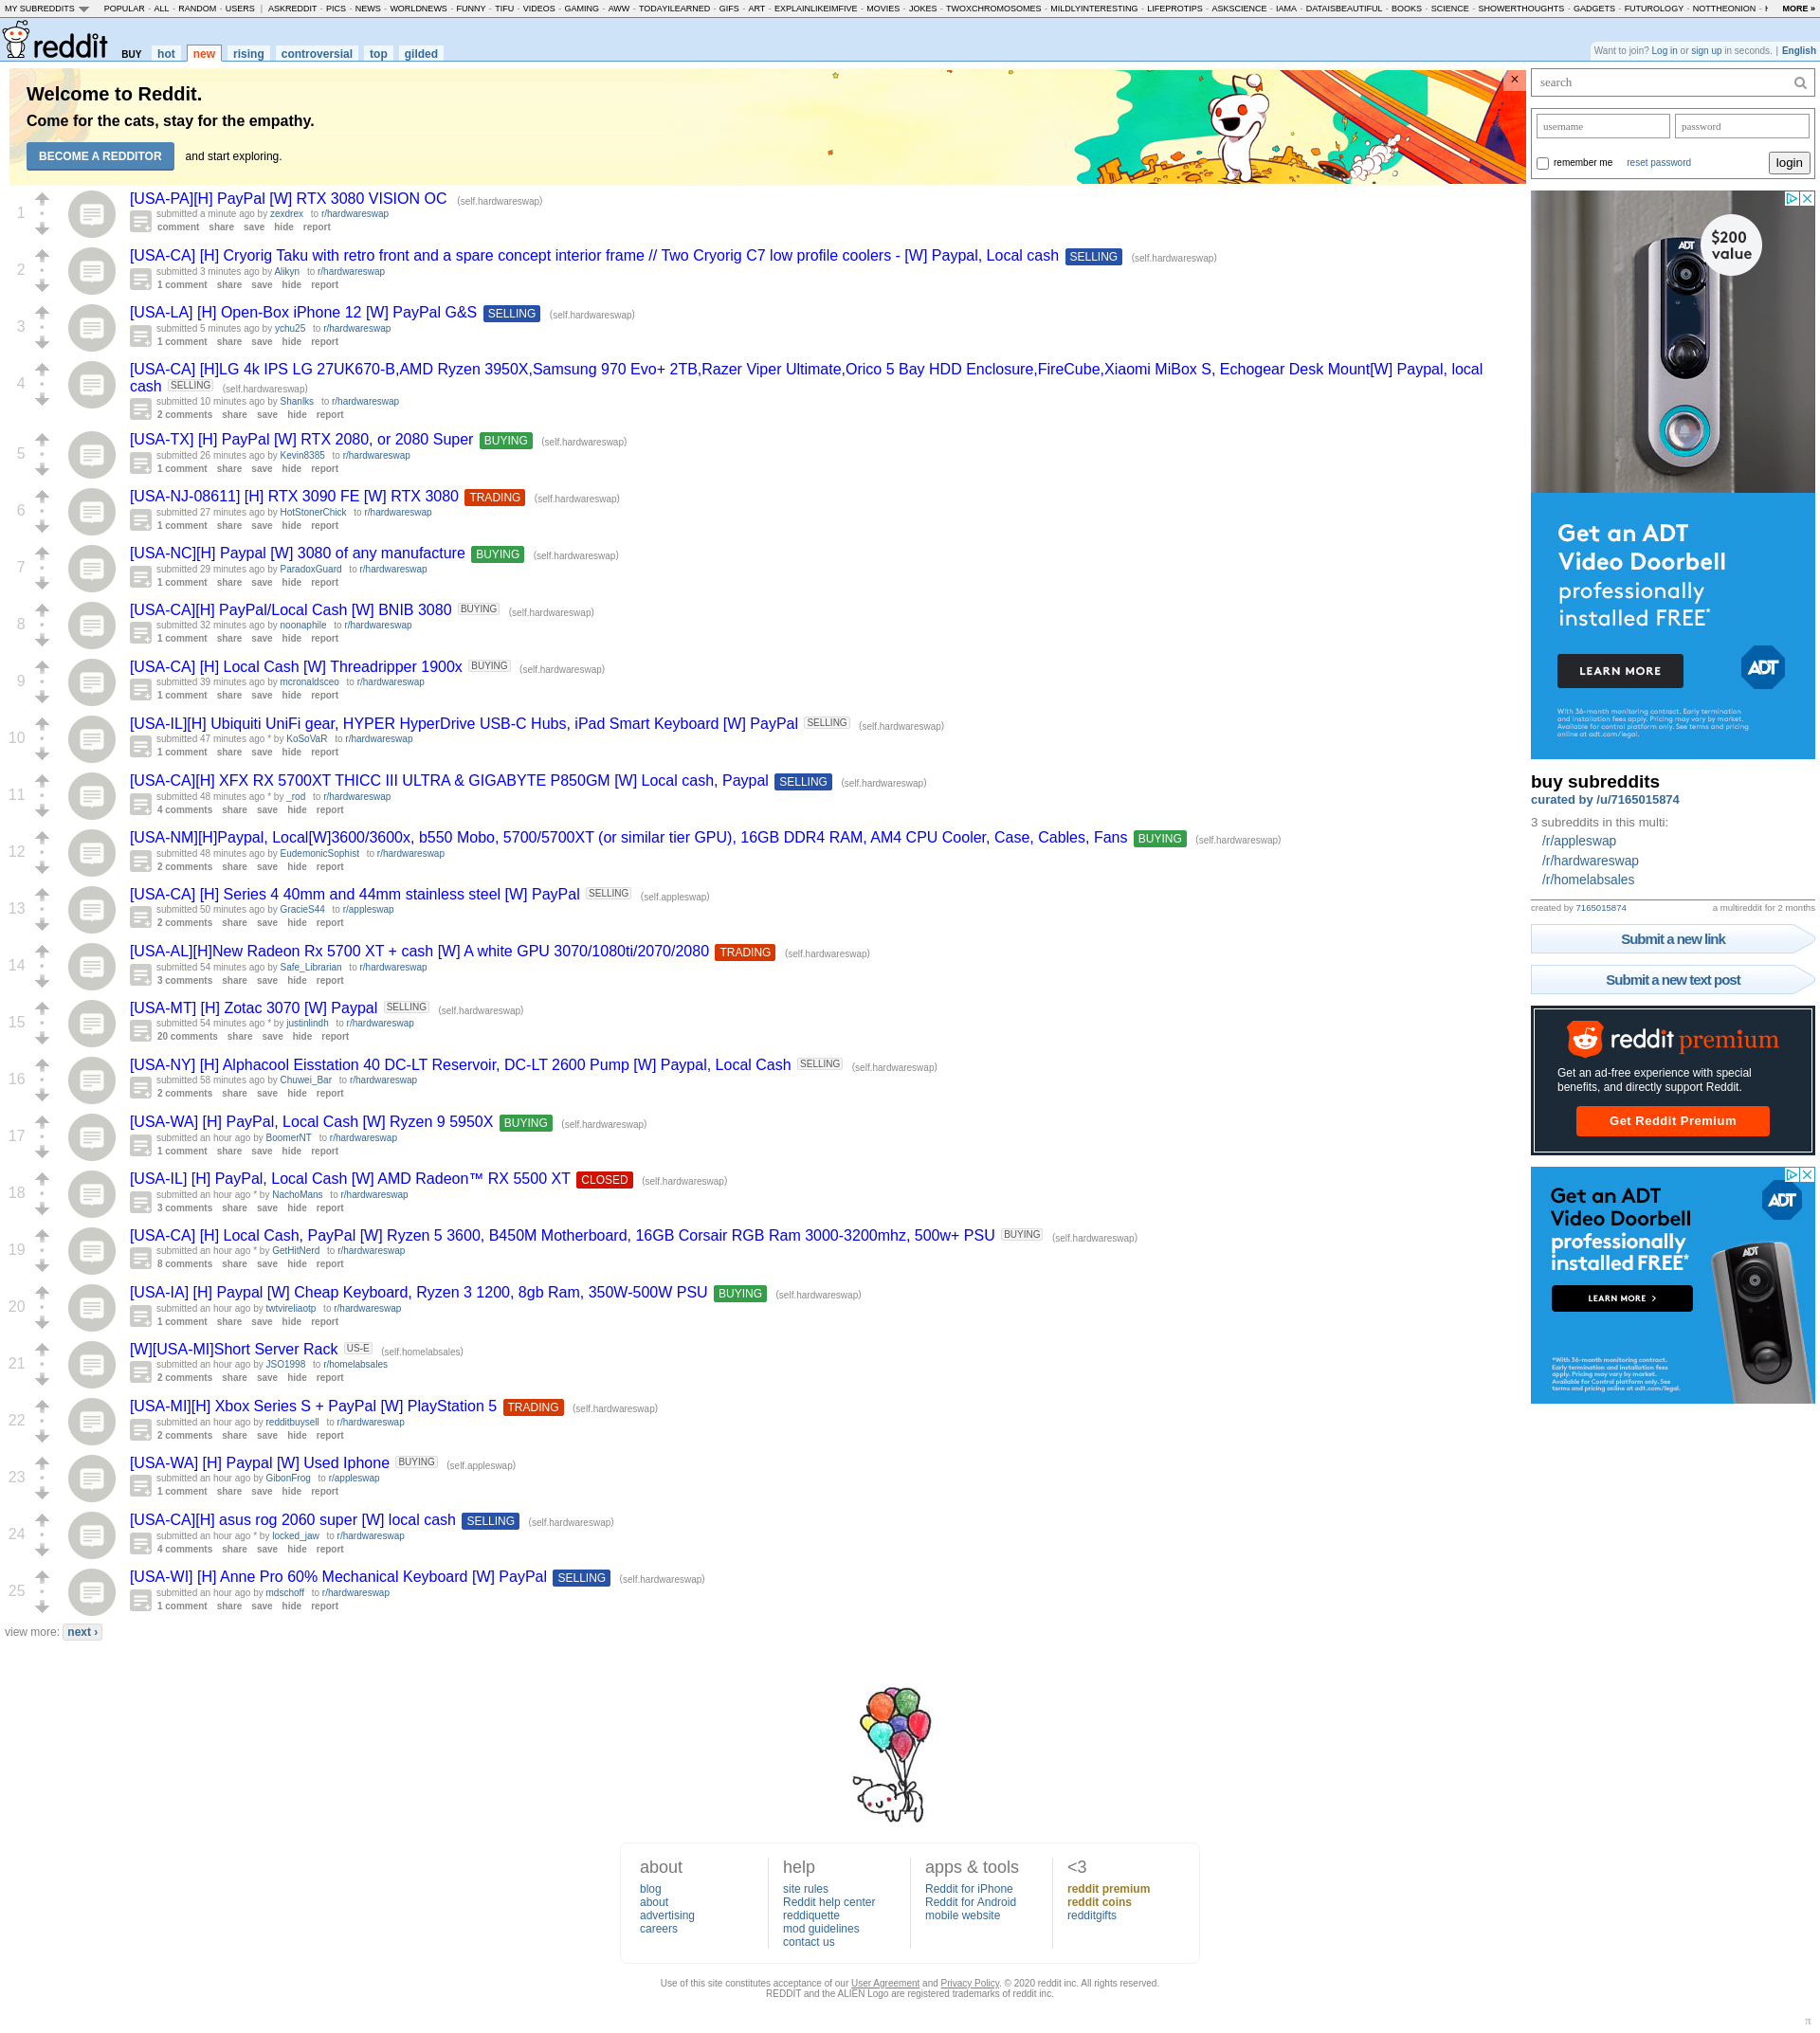 MY SUBREDDITS POPULAR - ALL - RANDOM - USERS | ASKREDDIT - PICS - NEWS - WORLDNEWS - FUNNY - TIFU - VIDEOS - GAMING - AWW - TODAYILEARNED - GIFS - ART - EXPLAINLIKEIMFIVE - MOVIES - JOKES - TWOXCHROMOSOMES - MILDLYINTERESTING - LIFEPROTIPS - ASKSCIENCE - IAMA - DATAISBEAUTIFUL - BOOKS - SCIENCE - SHOWERTHOUGHTS - GADGETS - FUTUROLOGY - NOTTHEONION - MORE »
reddit BUY hot new rising controversial top gilded
Want to join? Log in or sign up in seconds. | English
Welcome to Reddit.
Come for the cats, stay for the empathy.
BECOME A REDDITOR and start exploring.
×
1
[USA-PA][H] PayPal [W] RTX 3080 VISION OC (self.hardwareswap)
submitted a minute ago by zexdrex to r/hardwareswap
comment share save hide report
2
[USA-CA] [H] Cryorig Taku with retro front and a spare concept interior frame // Two Cryorig C7 low profile coolers - [W] Paypal, Local cash SELLING (self.hardwareswap)
submitted 3 minutes ago by Alikyn to r/hardwareswap
1 comment share save hide report
3
[USA-LA] [H] Open-Box iPhone 12 [W] PayPal G&S SELLING (self.hardwareswap)
submitted 5 minutes ago by ychu25 to r/hardwareswap
1 comment share save hide report
4
[USA-CA] [H]LG 4k IPS LG 27UK670-B,AMD Ryzen 3950X,Samsung 970 Evo+ 2TB,Razer Viper Ultimate,Orico 5 Bay HDD Enclosure,FireCube,Xiaomi MiBox S, Echogear Desk Mount[W] Paypal, local
cash SELLING (self.hardwareswap)
submitted 10 minutes ago by Shanlks to r/hardwareswap
2 comments share save hide report
5
[USA-TX] [H] PayPal [W] RTX 2080, or 2080 Super BUYING (self.hardwareswap)
submitted 26 minutes ago by Kevin8385 to r/hardwareswap
1 comment share save hide report
6
[USA-NJ-08611] [H] RTX 3090 FE [W] RTX 3080 TRADING (self.hardwareswap)
submitted 27 minutes ago by HotStonerChick to r/hardwareswap
1 comment share save hide report
7
[USA-NC][H] Paypal [W] 3080 of any manufacture BUYING (self.hardwareswap)
submitted 29 minutes ago by ParadoxGuard to r/hardwareswap
1 comment share save hide report
8
[USA-CA][H] PayPal/Local Cash [W] BNIB 3080 BUYING (self.hardwareswap)
submitted 32 minutes ago by noonaphile to r/hardwareswap
1 comment share save hide report
9
[USA-CA] [H] Local Cash [W] Threadripper 1900x BUYING (self.hardwareswap)
submitted 39 minutes ago by mcronaldsceo to r/hardwareswap
1 comment share save hide report
10
[USA-IL][H] Ubiquiti UniFi gear, HYPER HyperDrive USB-C Hubs, iPad Smart Keyboard [W] PayPal SELLING (self.hardwareswap)
submitted 47 minutes ago * by KoSoVaR to r/hardwareswap
1 comment share save hide report
11
[USA-CA][H] XFX RX 5700XT THICC III ULTRA & GIGABYTE P850GM [W] Local cash, Paypal SELLING (self.hardwareswap)
submitted 48 minutes ago * by _rod to r/hardwareswap
4 comments share save hide report
12
[USA-NM][H]Paypal, Local[W]3600/3600x, b550 Mobo, 5700/5700XT (or similar tier GPU), 16GB DDR4 RAM, AM4 CPU Cooler, Case, Cables, Fans BUYING (self.hardwareswap)
submitted 48 minutes ago by EudemonicSophist to r/hardwareswap
2 comments share save hide report
13
[USA-CA] [H] Series 4 40mm and 44mm stainless steel [W] PayPal SELLING (self.appleswap)
submitted 50 minutes ago by GracieS44 to r/appleswap
2 comments share save hide report
14
[USA-AL][H]New Radeon Rx 5700 XT + cash [W] A white GPU 3070/1080ti/2070/2080 TRADING (self.hardwareswap)
submitted 54 minutes ago by Safe_Librarian to r/hardwareswap
3 comments share save hide report
15
[USA-MT] [H] Zotac 3070 [W] Paypal SELLING (self.hardwareswap)
submitted 54 minutes ago * by justinlindh to r/hardwareswap
20 comments share save hide report
16
[USA-NY] [H] Alphacool Eisstation 40 DC-LT Reservoir, DC-LT 2600 Pump [W] Paypal, Local Cash SELLING (self.hardwareswap)
submitted 58 minutes ago by Chuwei_Bar to r/hardwareswap
2 comments share save hide report
17
[USA-WA] [H] PayPal, Local Cash [W] Ryzen 9 5950X BUYING (self.hardwareswap)
submitted an hour ago by BoomerNT to r/hardwareswap
1 comment share save hide report
18
[USA-IL] [H] PayPal, Local Cash [W] AMD Radeon™ RX 5500 XT CLOSED (self.hardwareswap)
submitted an hour ago * by NachoMans to r/hardwareswap
3 comments share save hide report
19
[USA-CA] [H] Local Cash, PayPal [W] Ryzen 5 3600, B450M Motherboard, 16GB Corsair RGB Ram 3000-3200mhz, 500w+ PSU BUYING (self.hardwareswap)
submitted an hour ago * by GetHitNerd to r/hardwareswap
8 comments share save hide report
20
[USA-IA] [H] Paypal [W] Cheap Keyboard, Ryzen 3 1200, 8gb Ram, 350W-500W PSU BUYING (self.hardwareswap)
submitted an hour ago by twtvireliaotp to r/hardwareswap
1 comment share save hide report
21
[W][USA-MI]Short Server Rack US-E (self.homelabsales)
submitted an hour ago by JSO1998 to r/homelabsales
2 comments share save hide report
22
[USA-MI][H] Xbox Series S + PayPal [W] PlayStation 5 TRADING (self.hardwareswap)
submitted an hour ago by redditbuysell to r/hardwareswap
2 comments share save hide report
23
[USA-WA] [H] Paypal [W] Used Iphone BUYING (self.appleswap)
submitted an hour ago by GibonFrog to r/appleswap
1 comment share save hide report
24
[USA-CA][H] asus rog 2060 super [W] local cash SELLING (self.hardwareswap)
submitted an hour ago * by locked_jaw to r/hardwareswap
4 comments share save hide report
25
[USA-WI] [H] Anne Pro 60% Mechanical Keyboard [W] PayPal SELLING (self.hardwareswap)
submitted an hour ago by mdschoff to r/hardwareswap
1 comment share save hide report
view more: next ›
search
username password
remember me reset password login
ADT
$200
value
Get an ADT
Video Doorbell
professionally
installed FREE*
LEARN MORE ADT
With 36-month monitoring contract. Early termination
and installation fees apply. Pricing may vary by market.
Available for control platform only. See terms and pricing
online at adt.com/legal.
buy subreddits
curated by /u/7165015874
3 subreddits in this multi:
/r/appleswap
/r/hardwareswap
/r/homelabsales
created by 7165015874 a multireddit for 2 months
Submit a new link
Submit a new text post
reddit premium
Get an ad-free experience with special
benefits, and directly support Reddit.
Get Reddit Premium
Get an ADT
Video Doorbell
professionally
installed FREE*
ADT
LEARN MORE >
ADT
*With 36-month monitoring contract.
Early termination and installation fees
apply. Pricing may vary by market.
Available for Control platform only. See
terms and pricing online at adt.com/legal.
about
blog
about
advertising
careers
help
site rules
Reddit help center
reddiquette
mod guidelines
contact us
apps & tools
Reddit for iPhone
Reddit for Android
mobile website
<3
reddit premium
reddit coins
redditgifts
Use of this site constitutes acceptance of our User Agreement and Privacy Policy. © 2020 reddit inc. All rights reserved.
REDDIT and the ALIEN Logo are registered trademarks of reddit inc.
π